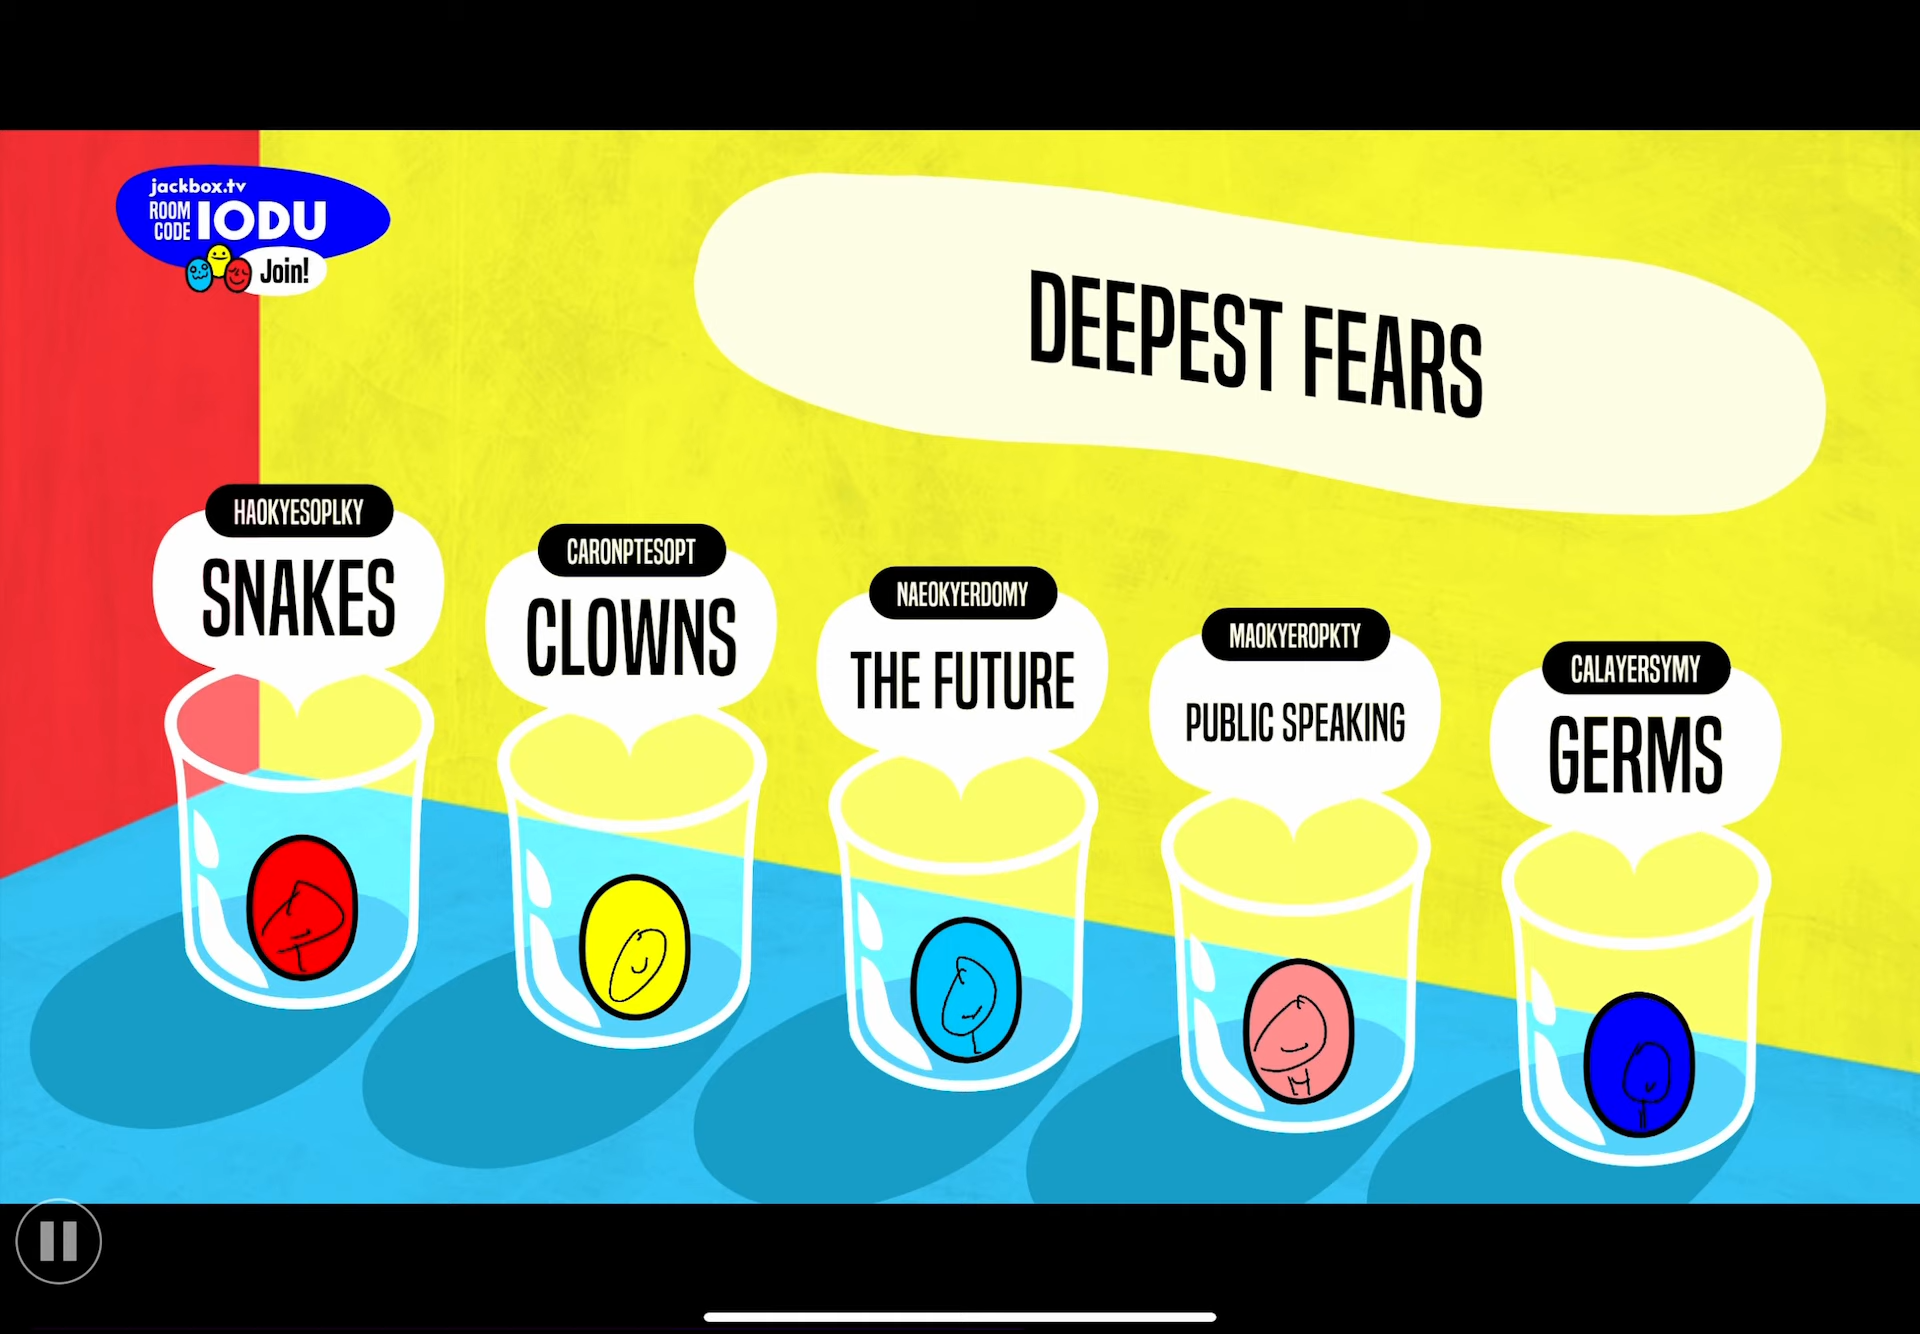 jackbox.tv
ROOM
CODE
IODU
Join!
DEEPEST FEARS
HAOKYESOPLKY
SNAKES
CARONPTESOPT
CLOWNS
NAEOKYERDOMY
THE FUTURE
MAOKYEROPKTY
PUBLIC SPEAKING
CALAYERSYMY
GERMS